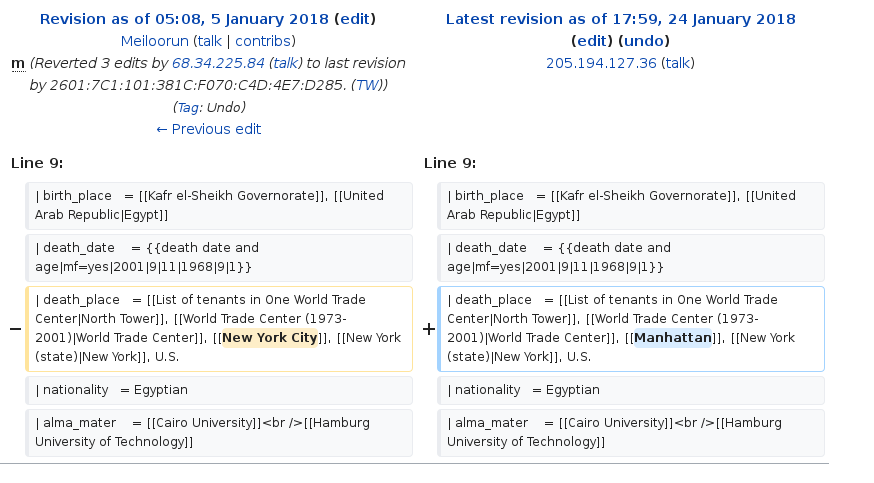 Revision as of 05:08, 5 January 2018 (edit)
Meiloorun (talk | contribs)
m (Reverted 3 edits by 68.34.225.84 (talk) to last revision
by 2601:7C1:101:381C:F070:C4D:4E7:D285. (TW))
(Tag: Undo)
← Previous edit
Latest revision as of 17:59, 24 January 2018
(edit) (undo)
205.194.127.36 (talk)
Line 9:
| birth_place = [[Kafr el-Sheikh Governorate]], [[United
Arab Republic|Egypt]]
| death_date = {{death date and
age|mf=yes|2001|9|11|1968|9|1}}
− | death_place = [[List of tenants in One World Trade
Center|North Tower]], [[World Trade Center (1973-
2001)|World Trade Center]], [[New York City]], [[New York
(state)|New York]], U.S.
| nationality = Egyptian
| alma_mater = [[Cairo University]]<br />[[Hamburg
University of Technology]]
Line 9:
| birth_place = [[Kafr el-Sheikh Governorate]], [[United
Arab Republic|Egypt]]
| death_date = {{death date and
age|mf=yes|2001|9|11|1968|9|1}}
+ | death_place = [[List of tenants in One World Trade
Center|North Tower]], [[World Trade Center (1973-
2001)|World Trade Center]], [[Manhattan]], [[New York
(state)|New York]], U.S.
| nationality = Egyptian
| alma_mater = [[Cairo University]]<br />[[Hamburg
University of Technology]]